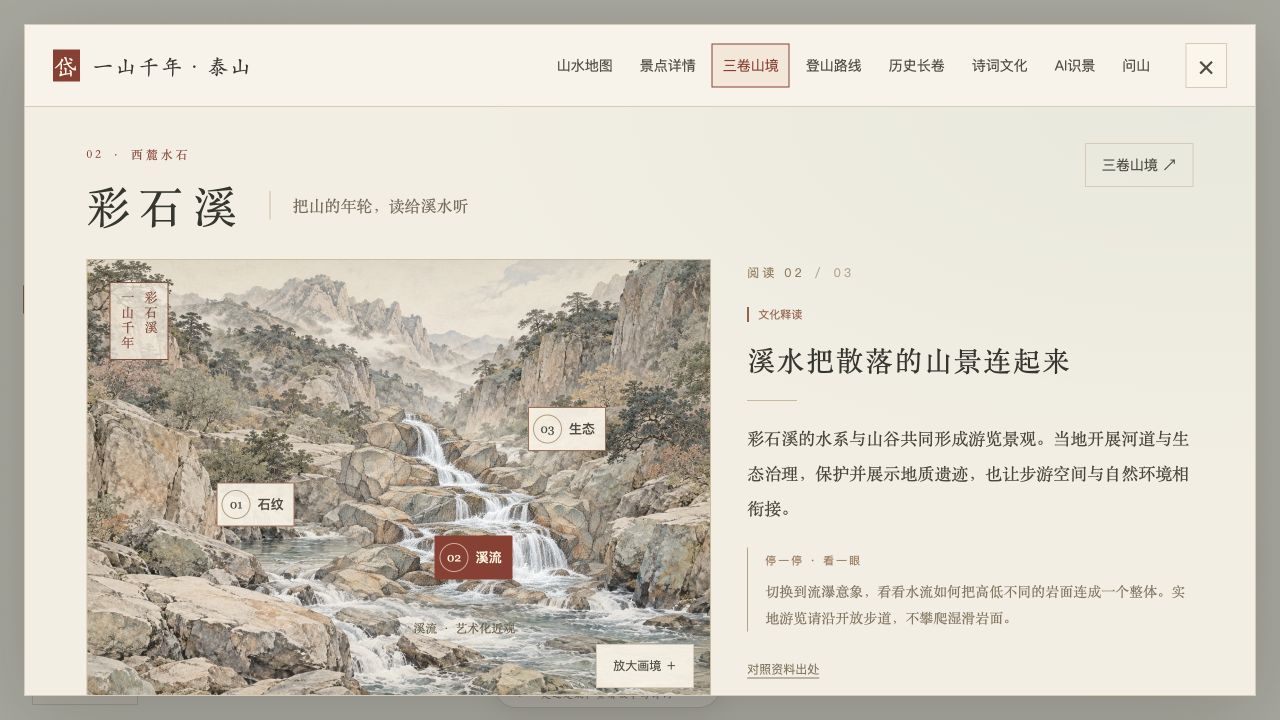 岱 一山千年·泰山
山水地图 景点详情 三卷山境 登山路线 历史长卷 诗词文化 AI识景 问山 ×
02 · 西麓水石
三卷山境 ↗
彩石溪
把山的年轮，读给溪水听
彩石溪
一山千年
03 生态
01 石纹
02 溪流
溪流 · 艺术化近观
放大画境 +
阅读 02 / 03
文化释读
溪水把散落的山景连起来
彩石溪的水系与山谷共同形成游览景观。当地开展河道与生
态治理，保护并展示地质遗迹，也让步游空间与自然环境相
衔接。
停一停 · 看一眼
切换到流瀑意象，看看水流如何把高低不同的岩面连成一个整体。实
地游览请沿开放步道，不攀爬湿滑岩面。
对照资料出处